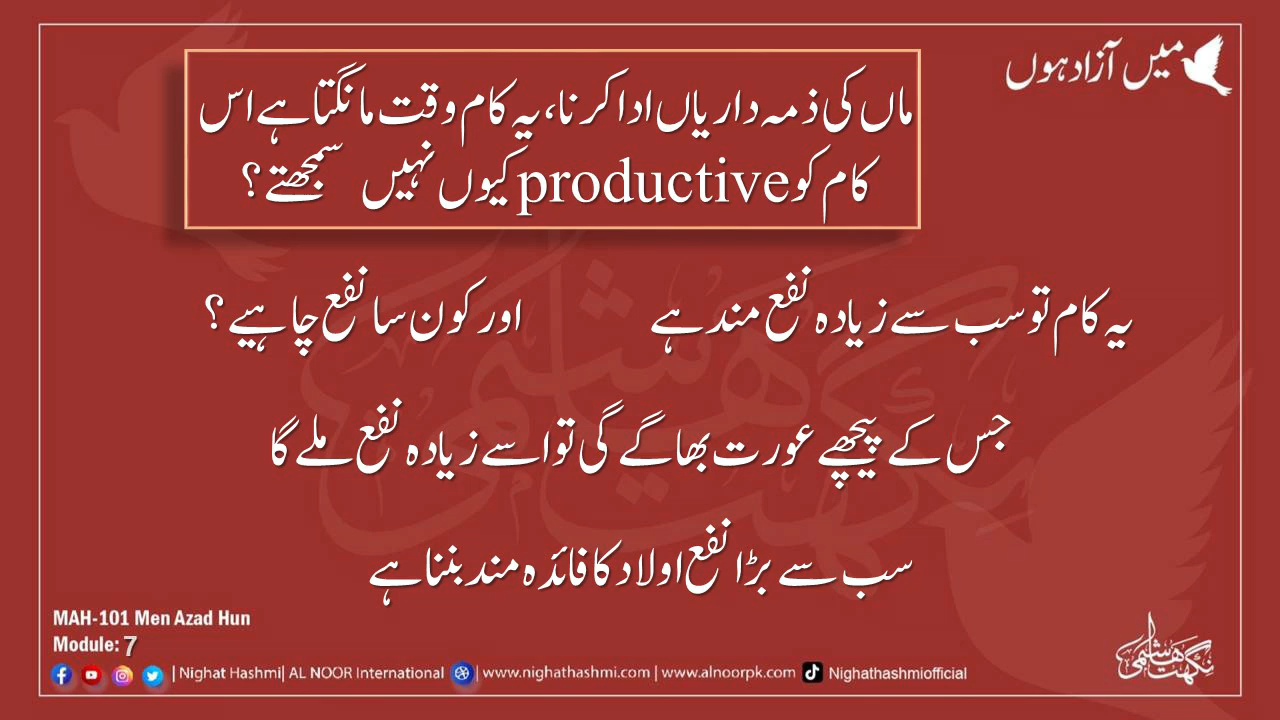 میں آزاد ہوں
ماں کی ذمہ داریاں ادا کرنا، یہ کام وقت مانگتا ہے اس
کام کو productive کیوں نہیں سمجھتے؟
یہ کام تو سب سے زیادہ نفع مند ہے اور کون سا نفع چاہیے؟
جس کے پیچھے عورت بھاگے گی تو اسے زیادہ نفع ملے گا
سب سے بڑا نفع اولاد کا فائدہ مند بننا ہے
MAH-101 Men Azad Hun
Module: 7
| Nighat Hashmi| AL NOOR International | www.nighathashmi.com | www.alnoorpk.com Nighathashmiofficial
نگہت ہاشمی